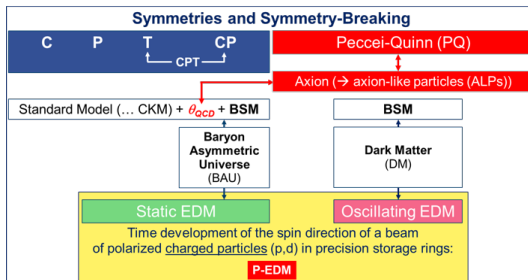 Symmetries and Symmetry-Breaking
C P T CP
CPT
Peccei-Quinn (PQ)
Axion (→ axion-like particles (ALPs))
Standard Model (... CKM) + θQCD + BSM
BSM
Baryon
Asymmetric
Universe
(BAU)
Dark Matter
(DM)
Static EDM
Oscillating EDM
Time development of the spin direction of a beam
of polarized charged particles (p,d) in precision storage rings:
P-EDM